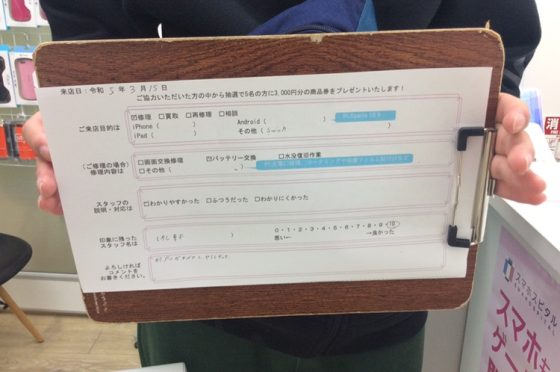 来店日：令和 5 年 3 月 15 日
ご協力いただいた方の中から抽選で5名の方に3,000円分の商品券をプレゼントいたします！
ご来店目的は
☑修理 □買取 □再修理 □相談
iPhone（ ） Android（ ）
iPad（ ） その他（ ）
（ご修理の場合）
修理内容は
□画面交換修理 ☑バッテリー交換 □水没復旧作業
□その他（ ）
スタッフの
説明・対応は
□わかりやすかった □ふつうだった □わかりにくかった
印象に残った
スタッフ名は
0・1・2・3・4・5・6・7・8・9・10
悪い← →良かった
よろしければ
コメントを
お書きください。
消
スマホスピタル
SMAHOSPITAL
スマホ
ゲー